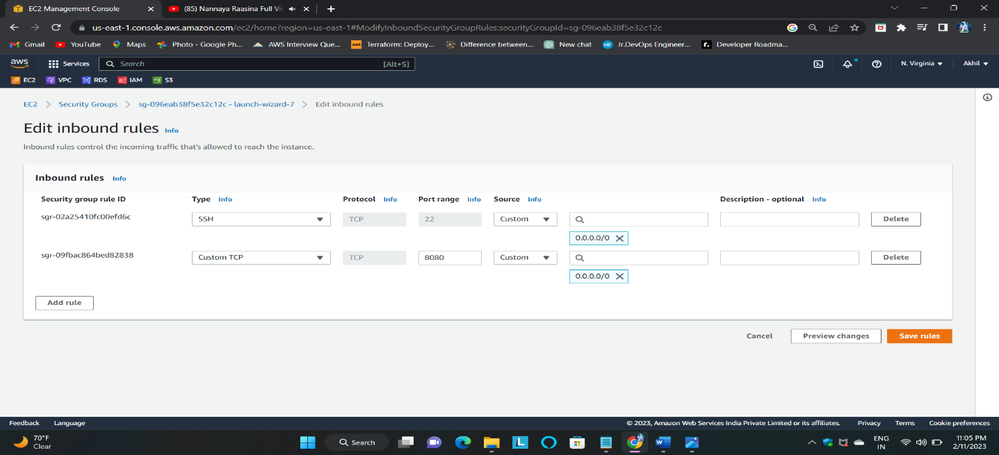 EC2 Management Console
(85) Nannaya Raasina Full Vi
us-east-1.console.aws.amazon.com/ec2/home?region=us-east-1#ModifyInboundSecurityGroupRules:securityGroupId=sg-096eab38f5e32c12c
Gmail YouTube Maps Photo - Google Ph... AWS Interview Que... Terraform: Deploy... Difference between... New chat Jr.DevOps Engineer... Developer Roadma...
aws Services Search [Alt+S] N. Virginia Akhil
EC2 VPC RDS IAM S3
EC2 > Security Groups > sg-096eab38f5e32c12c - launch-wizard-7 > Edit inbound rules
Edit inbound rules Info
Inbound rules control the incoming traffic that's allowed to reach the instance.
Inbound rules Info
Security group rule ID Type Info Protocol Info Port range Info Source Info Description - optional Info
sgr-02a25410fc00efd6c SSH TCP 22 Custom Delete
0.0.0.0/0
sgr-09fbac864bed82838 Custom TCP TCP 8080 Custom Delete
0.0.0.0/0
Add rule
Cancel Preview changes Save rules
Feedback Language © 2023, Amazon Web Services India Private Limited or its affiliates. Privacy Terms Cookie preferences
70°F
Clear
Search
ENG
IN
11:05 PM
2/11/2023